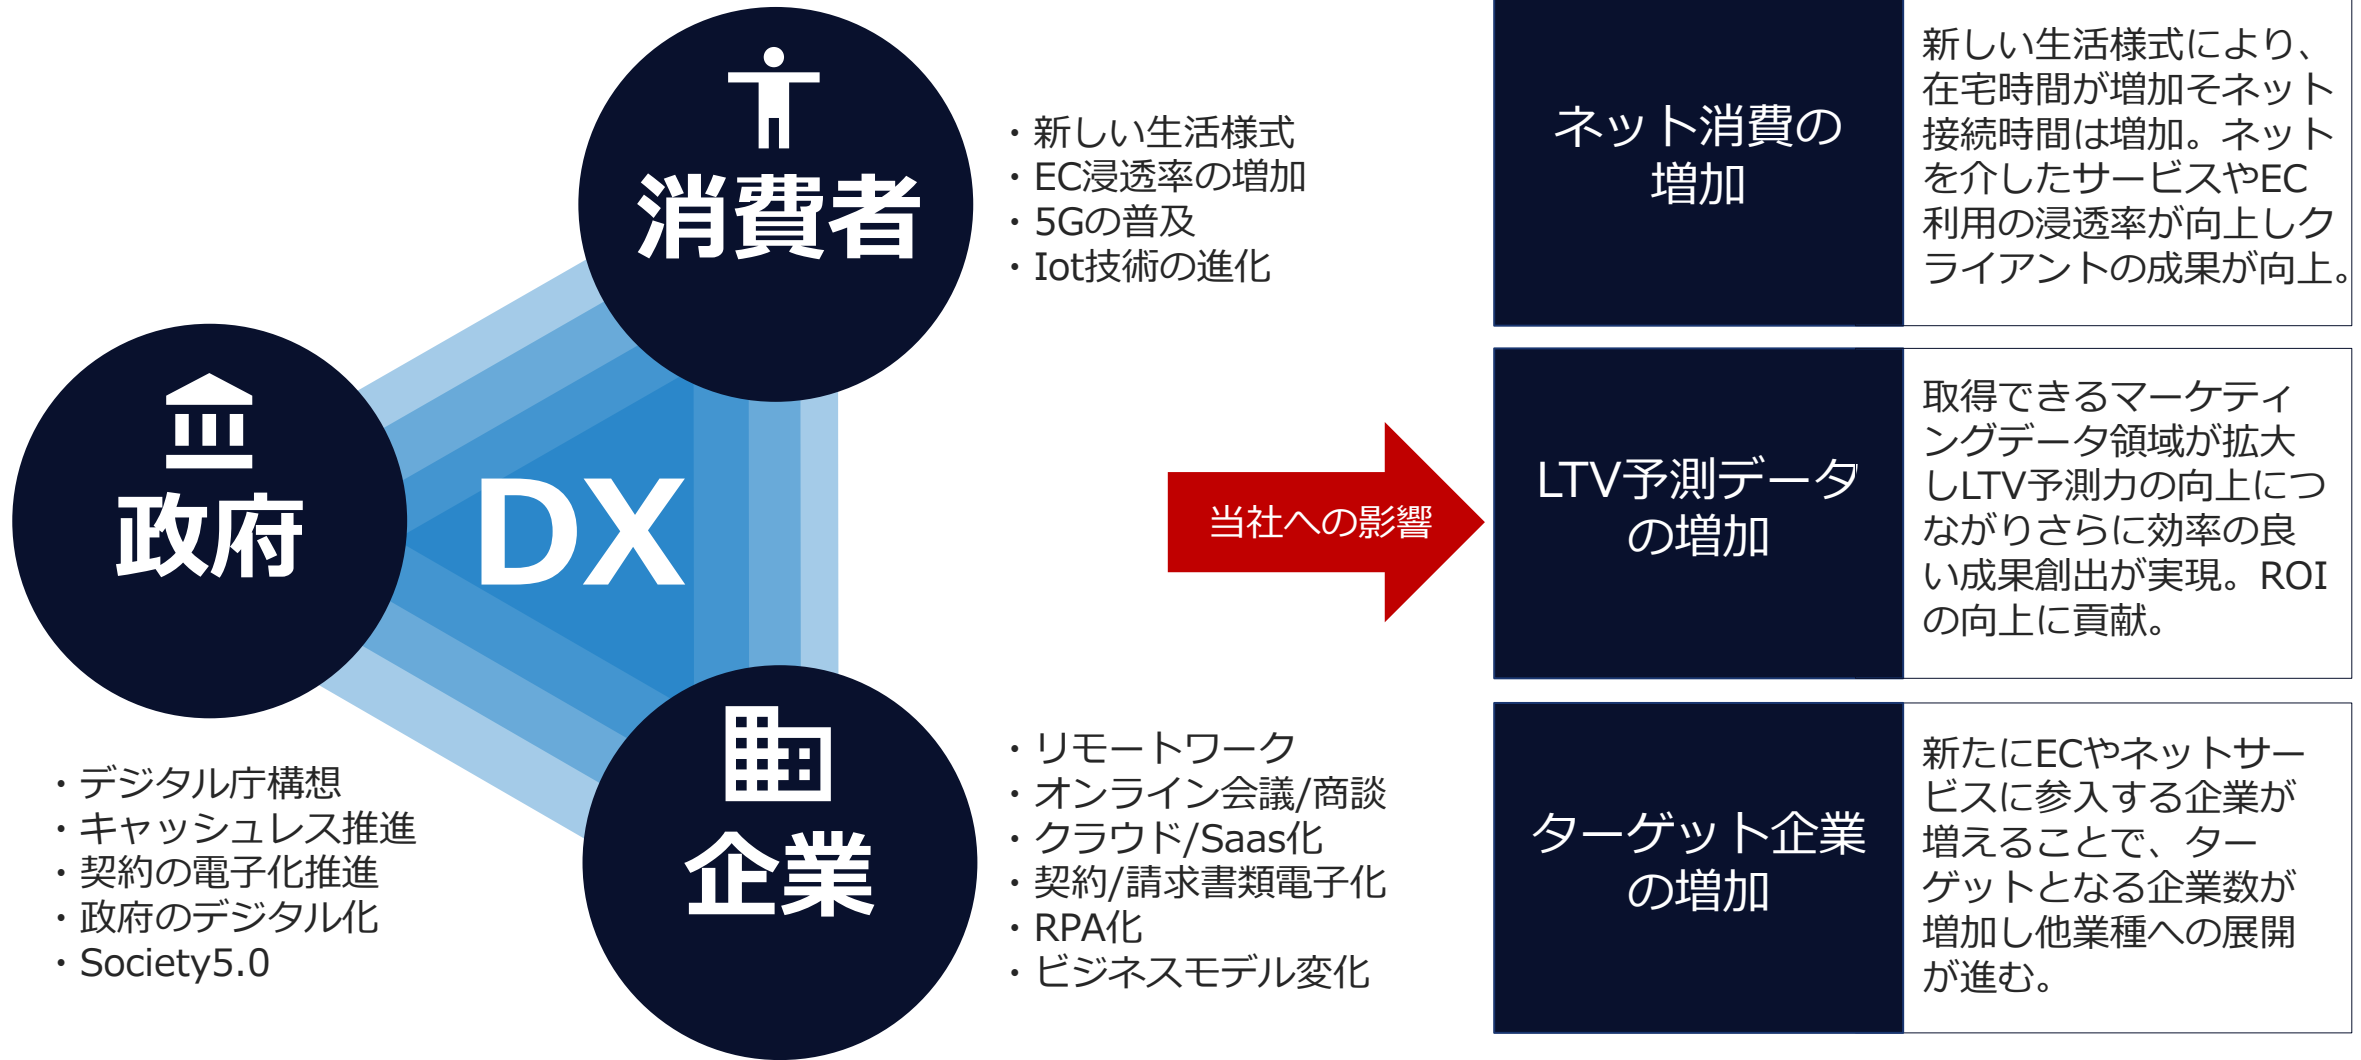 消費者
・新しい生活様式
・EC浸透率の増加
・5Gの普及
・Iot技術の進化
政府
・デジタル庁構想
・キャッシュレス推進
・契約の電子化推進
・政府のデジタル化
・Society5.0
DX
企業
・リモートワーク
・オンライン会議/商談
・クラウド/Saas化
・契約/請求書類電子化
・RPA化
・ビジネスモデル変化
当社への影響
ネット消費の
増加
新しい生活様式により、
在宅時間が増加そネット
接続時間は増加。ネット
を介したサービスやEC
利用の浸透率が向上しク
ライアントの成果が向上。
LTV予測データ
の増加
取得できるマーケティ
ングデータ領域が拡大
しLTV予測力の向上につ
ながりさらに効率の良
い成果創出が実現。ROI
の向上に貢献。
ターゲット企業
の増加
新たにECやネットサー
ビスに参入する企業が
増えることで、ター
ゲットとなる企業数が
増加し他業種への展開
が進む。